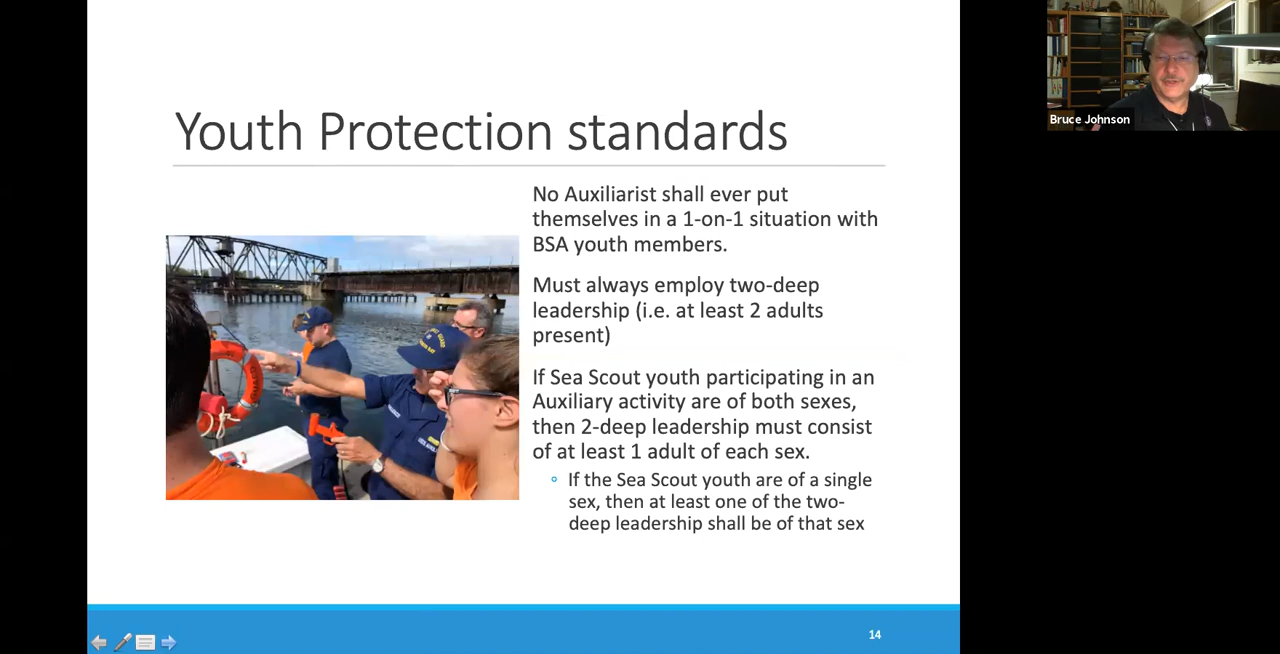 Youth Protection standards
No Auxiliarist shall ever put
themselves in a 1-on-1 situation with
BSA youth members.
Must always employ two-deep
leadership (i.e. at least 2 adults
present)
If Sea Scout youth participating in an
Auxiliary activity are of both sexes,
then 2-deep leadership must consist
of at least 1 adult of each sex.
If the Sea Scout youth are of a single
sex, then at least one of the two-
deep leadership shall be of that sex
14
Bruce Johnson